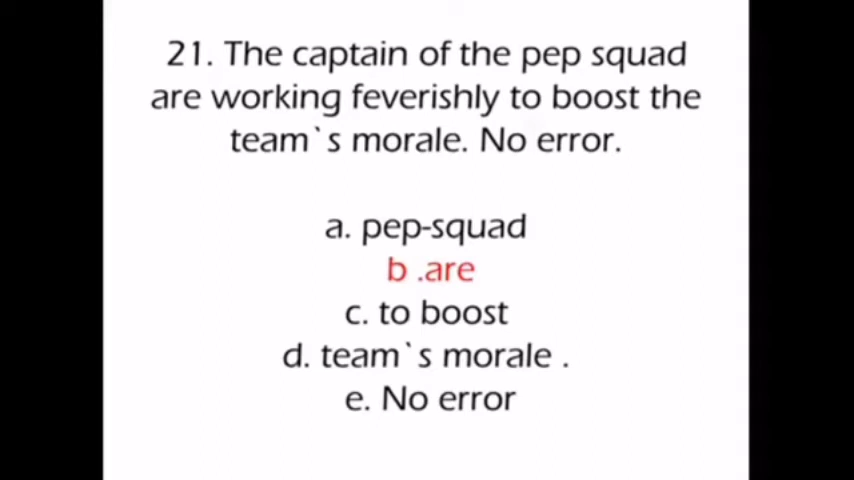 21. The captain of the pep squad
are working feverishly to boost the
team`s morale. No error.
a. pep-squad
b .are
c. to boost
d. team`s morale .
e. No error